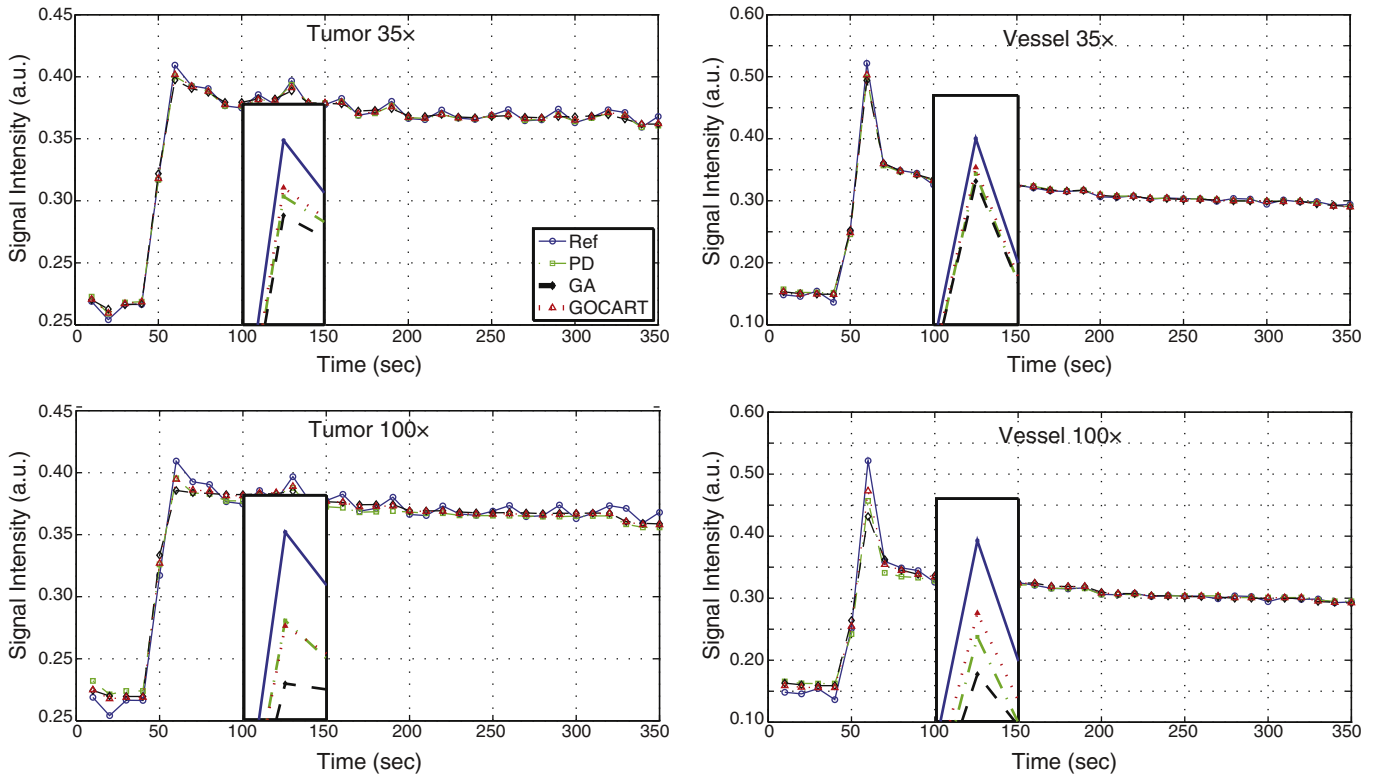 Tumor 35×
Signal Intensity (a.u.)
0.45
0.40
0.35
0.30
0.25
0 50 100 150 200 250 300 350
Time (sec)
Ref
PD
GA
GOCART
Vessel 35×
Signal Intensity (a.u.)
0.60
0.50
0.40
0.30
0.20
0.10
0 50 100 150 200 250 300 350
Time (sec)
Tumor 100×
Signal Intensity (a.u.)
0.45
0.40
0.35
0.30
0.25
0 50 100 150 200 250 300 350
Time (sec)
Vessel 100×
Signal Intensity (a.u.)
0.60
0.50
0.40
0.30
0.20
0.10
0 50 100 150 200 250 300 350
Time (sec)